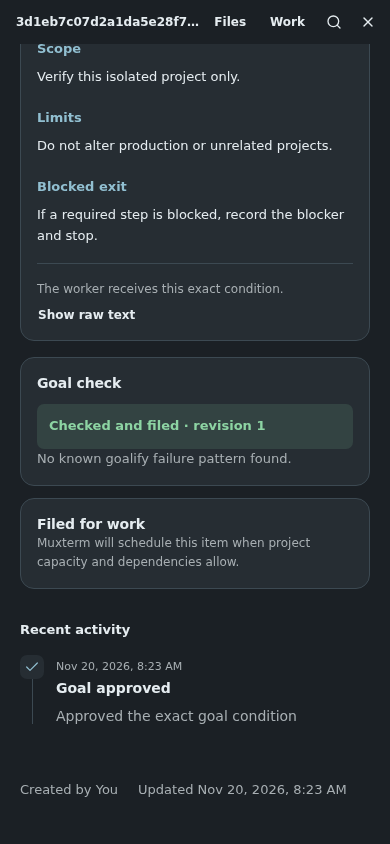 3d1eb7c07d2a1da5e28f7... Files Work
Scope
Verify this isolated project only.
Limits
Do not alter production or unrelated projects.
Blocked exit
If a required step is blocked, record the blocker
and stop.
The worker receives this exact condition.
Show raw text
Goal check
Checked and filed · revision 1
No known goalify failure pattern found.
Filed for work
Muxterm will schedule this item when project
capacity and dependencies allow.
Recent activity
Nov 20, 2026, 8:23 AM
Goal approved
Approved the exact goal condition
Created by You Updated Nov 20, 2026, 8:23 AM